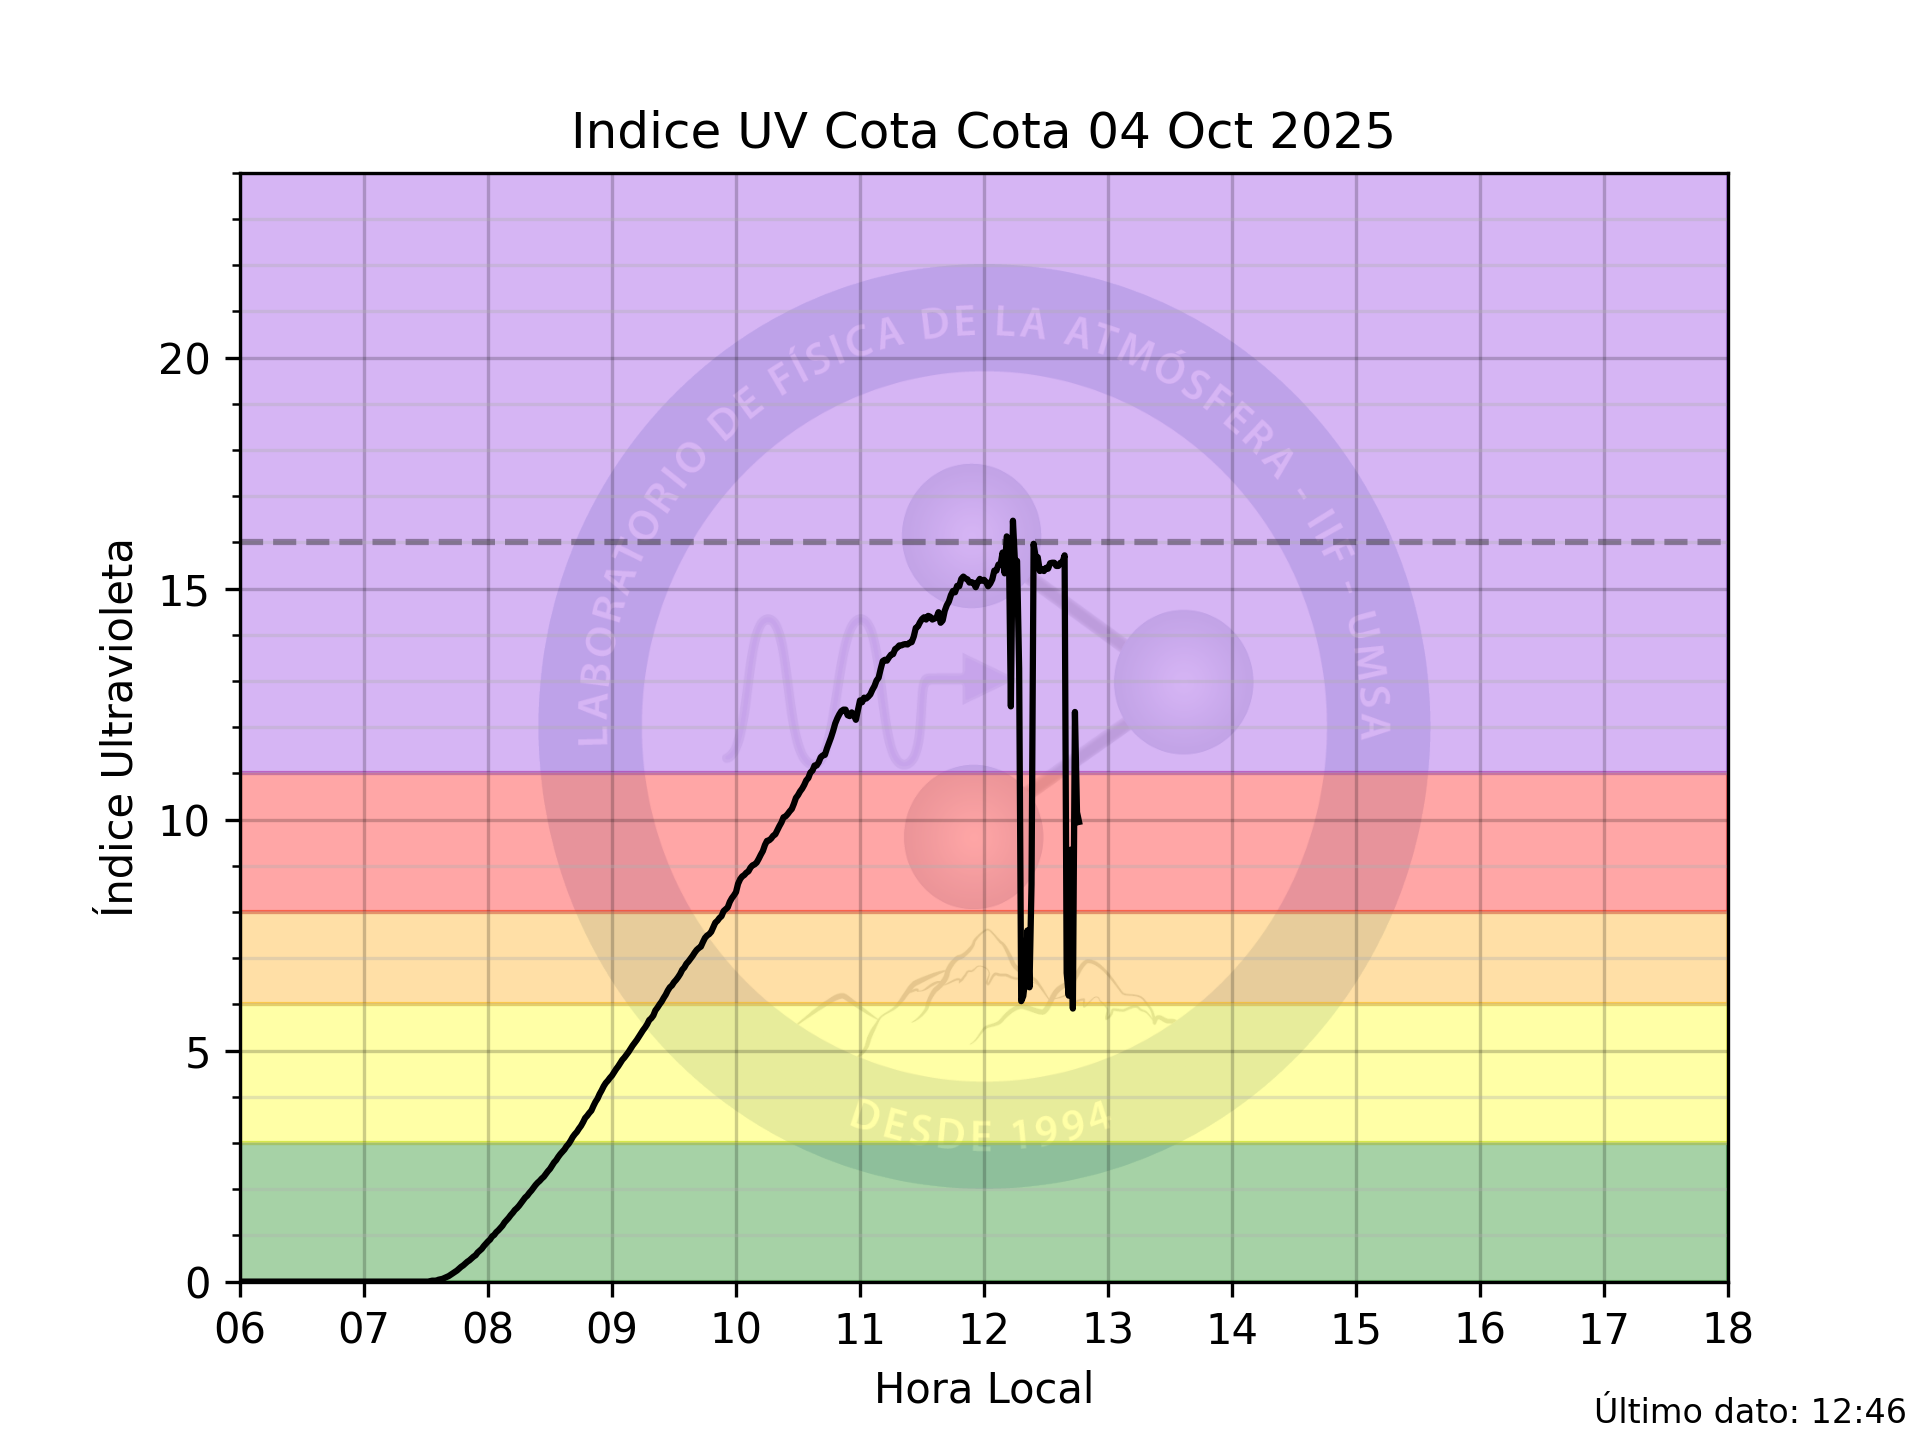 Indice UV Cota Cota 04 Oct 2025
LABORATORIO DE FÍSICA DE LA ATMÓSFERA - IIF - UMSA
DESDE 1994
Índice Ultravioleta
20
15
10
5
0
06 07 08 09 10 11 12 13 14 15 16 17 18
Hora Local
Último dato: 12:46